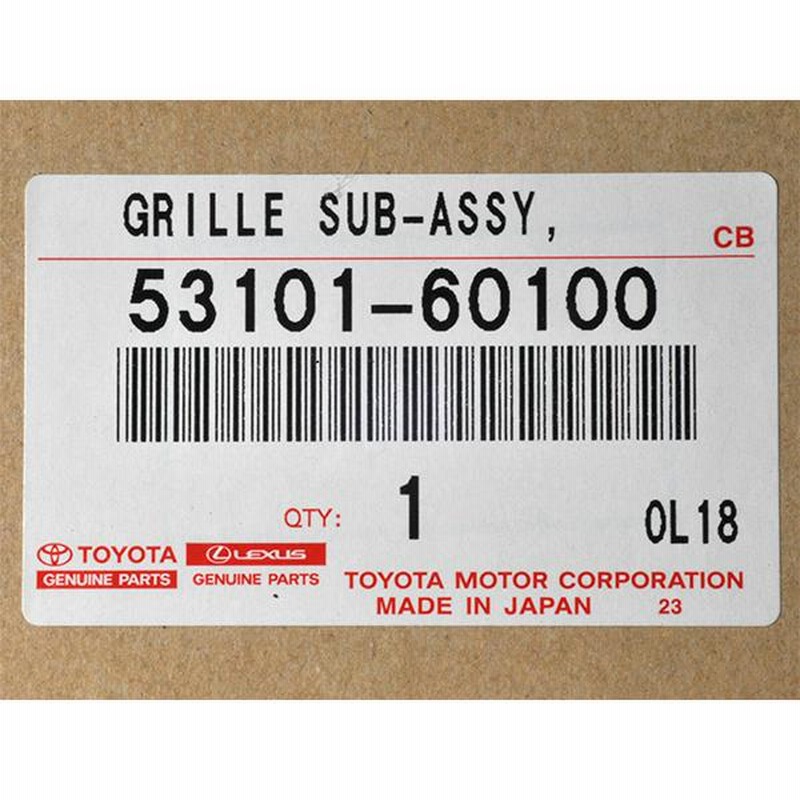 GRILLE SUB-ASSY,
CB
53101-60100
QTY: 1
0L18
TOYOTA LEXUS
GENUINE PARTS GENUINE PARTS
TOYOTA MOTOR CORPORATION
MADE IN JAPAN 23